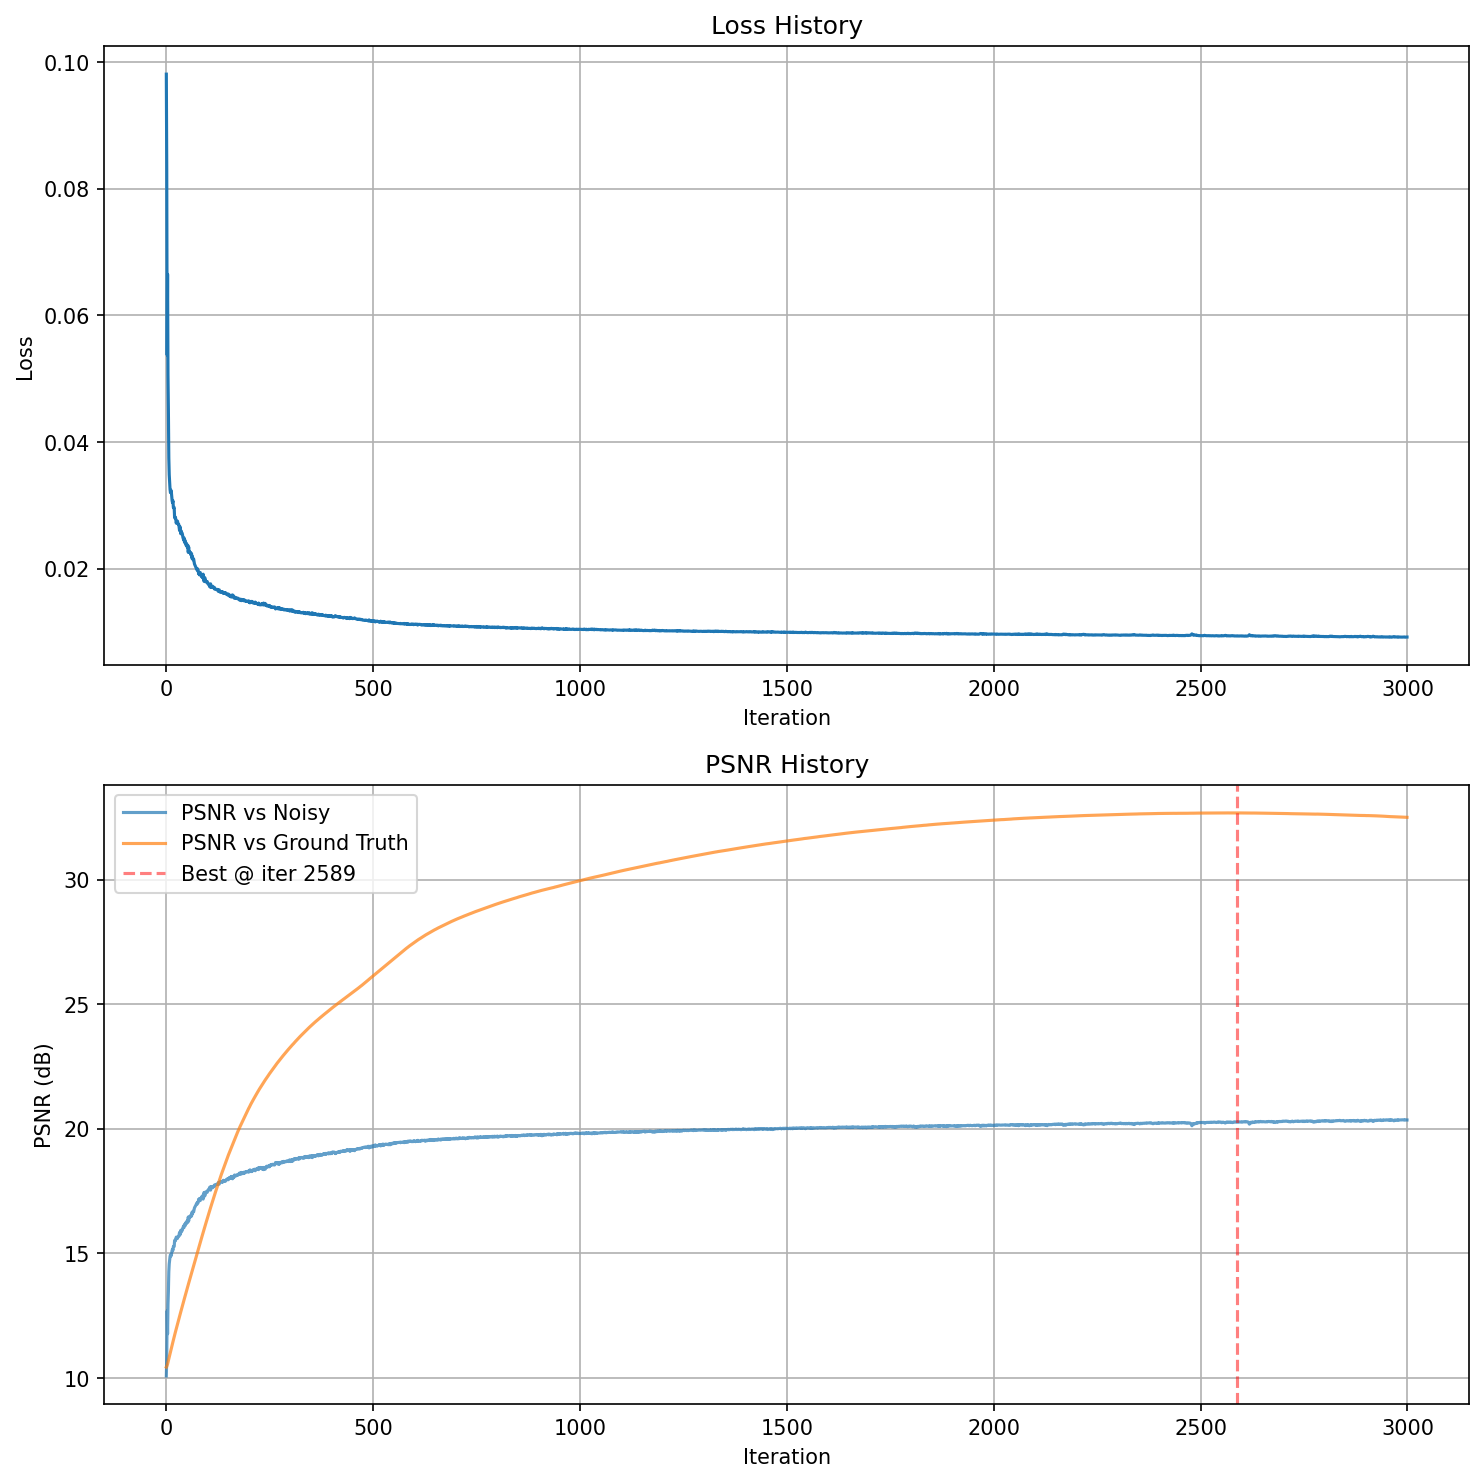 Loss History
0.10
0.08
0.06
0.04
0.02
Loss
0 500 1000 1500 2000 2500 3000
Iteration
PSNR History
PSNR vs Noisy
PSNR vs Ground Truth
Best @ iter 2589
30
25
20
15
10
PSNR (dB)
0 500 1000 1500 2000 2500 3000
Iteration